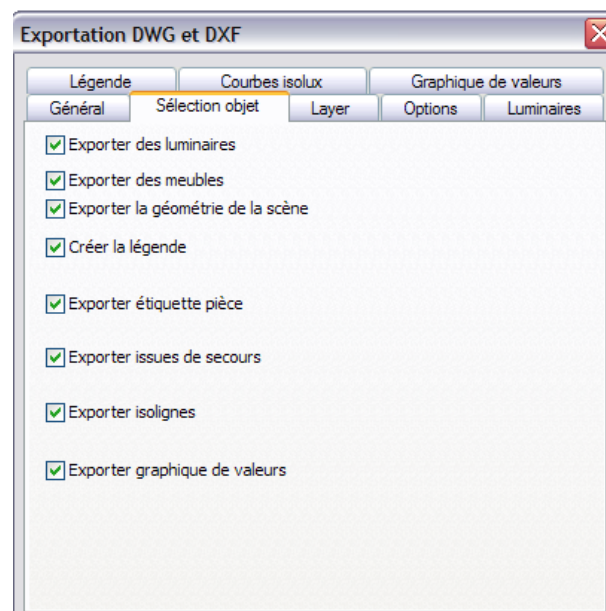 Exportation DWG et DXF
Légende Courbes isolux Graphique de valeurs
Général Sélection objet Layer Options Luminaires
Exporter des luminaires
Exporter des meubles
Exporter la géométrie de la scène
Créer la légende
Exporter étiquette pièce
Exporter issues de secours
Exporter isolignes
Exporter graphique de valeurs